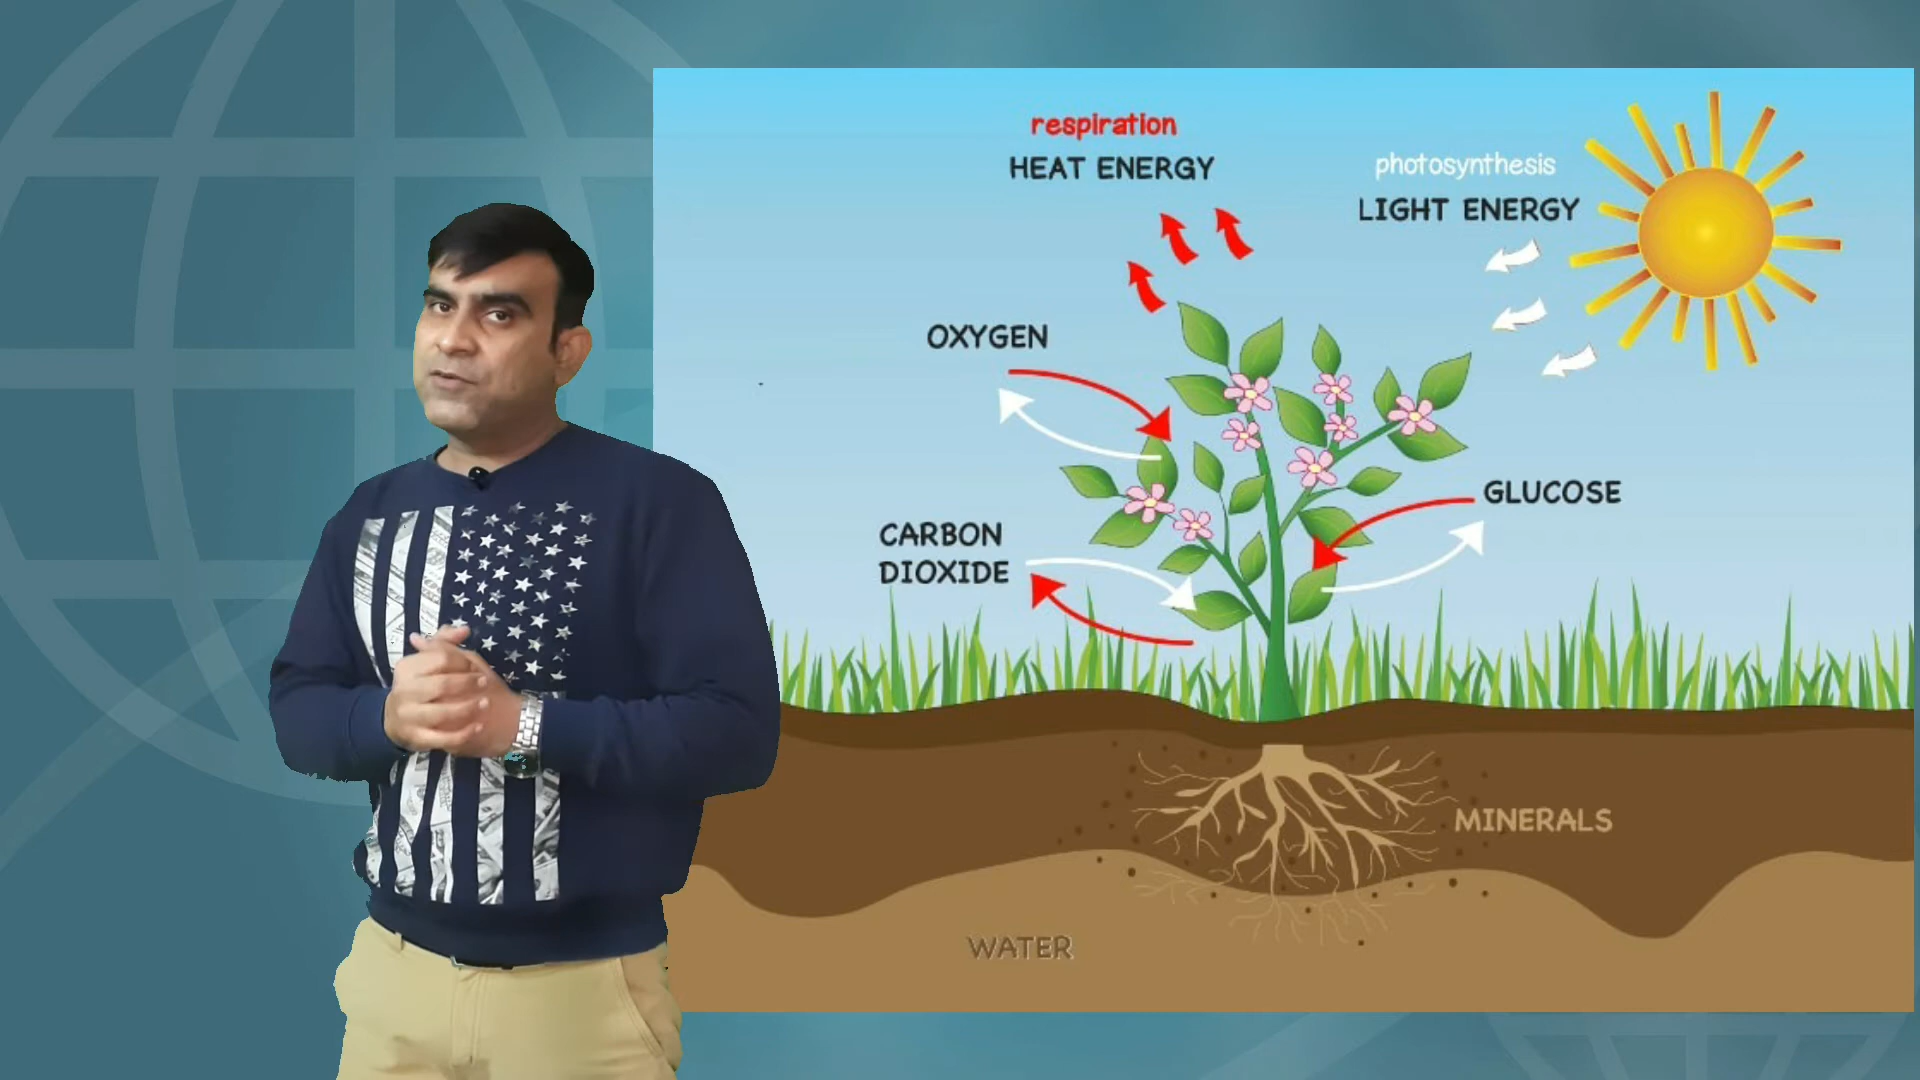 respiration
HEAT ENERGY
photosynthesis
LIGHT ENERGY
OXYGEN
GLUCOSE
CARBON
DIOXIDE
MINERALS
WATER